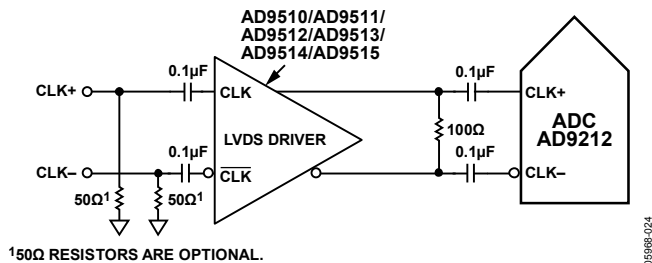 AD9510/AD9511/
AD9512/AD9513/
AD9514/AD9515
0.1µF
0.1µF
CLK+
CLK
CLK+
LVDS DRIVER
100Ω
ADC
AD9212
0.1µF
0.1µF
CLK–
CLK
CLK–
50Ω1
50Ω1
150Ω RESISTORS ARE OPTIONAL.
05968-024